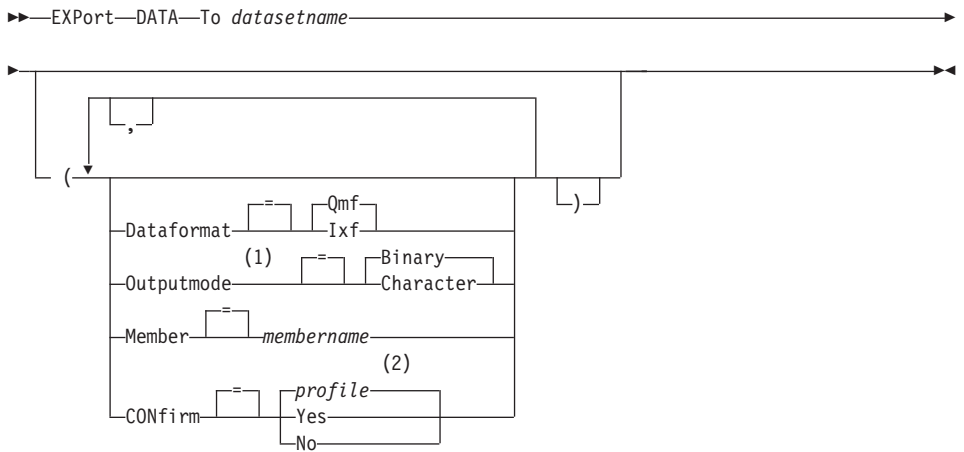 EXPort DATA To datasetname
,
(
)
= Qmf
Dataformat Ixf
(1) = Binary
Outputmode Character
=
Member membername
(2)
= profile
CONfirm Yes
No